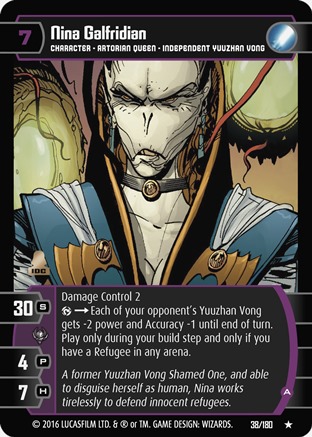 7
Nina Galfridian
CHARACTER - ARTORIAN QUEEN - INDEPENDENT YUUZHAN VONG
IDC
30 S
4 P
7 H
Damage Control 2
→ Each of your opponent's Yuuzhan Vong
gets -2 power and Accuracy -1 until end of turn.
Play only during your build step and only if you
have a Refugee in any arena.
A former Yuuzhan Vong Shamed One, and able
to disguise herself as human, Nina works
tirelessly to defend innocent refugees.
A
© 2016 LUCASFILM LTD. & ® or TM. GAME DESIGN: WIZARDS.
38/180 ★